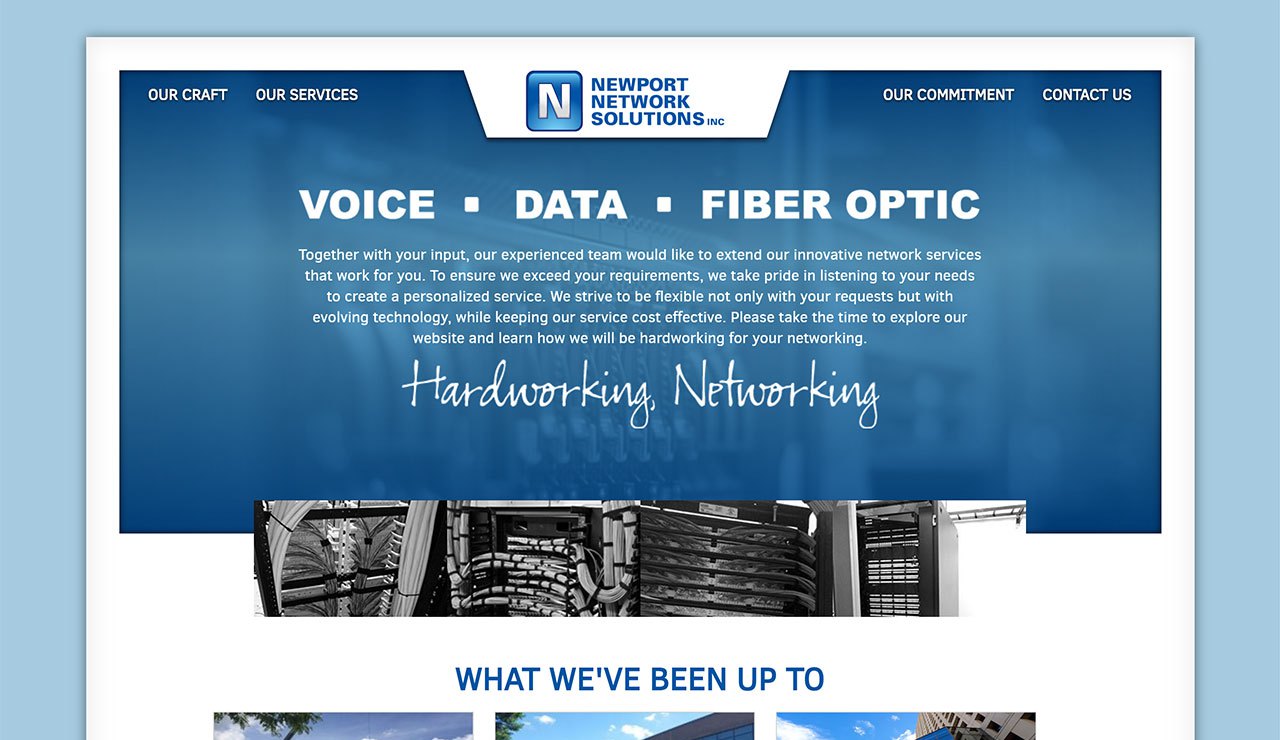 OUR CRAFT
OUR SERVICES
N
NEWPORT
NETWORK
SOLUTIONS INC
OUR COMMITMENT
CONTACT US
VOICE ▪ DATA ▪ FIBER OPTIC
Together with your input, our experienced team would like to extend our innovative network services
that work for you. To ensure we exceed your requirements, we take pride in listening to your needs
to create a personalized service. We strive to be flexible not only with your requests but with
evolving technology, while keeping our service cost effective. Please take the time to explore our
website and learn how we will be hardworking for your networking.
Hardworking, Networking
WHAT WE'VE BEEN UP TO